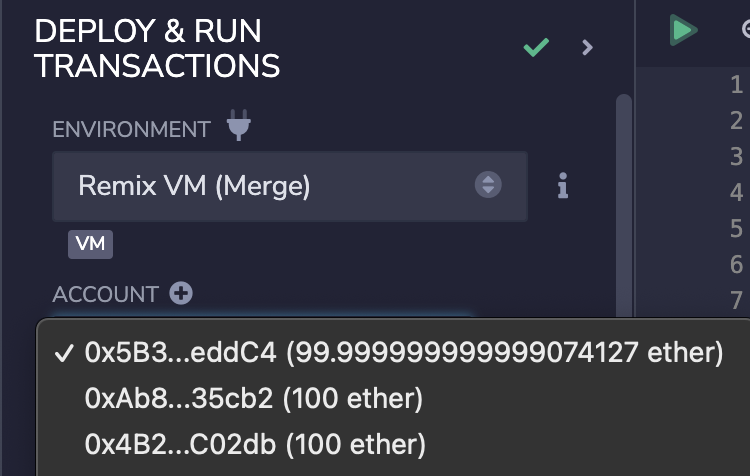 DEPLOY & RUN
TRANSACTIONS
ENVIRONMENT
Remix VM (Merge)
VM
ACCOUNT
✓ 0x5B3...eddC4 (99.999999999999074127 ether)
0xAb8...35cb2 (100 ether)
0x4B2...C02db (100 ether)
1
2
3
4
5
6
7